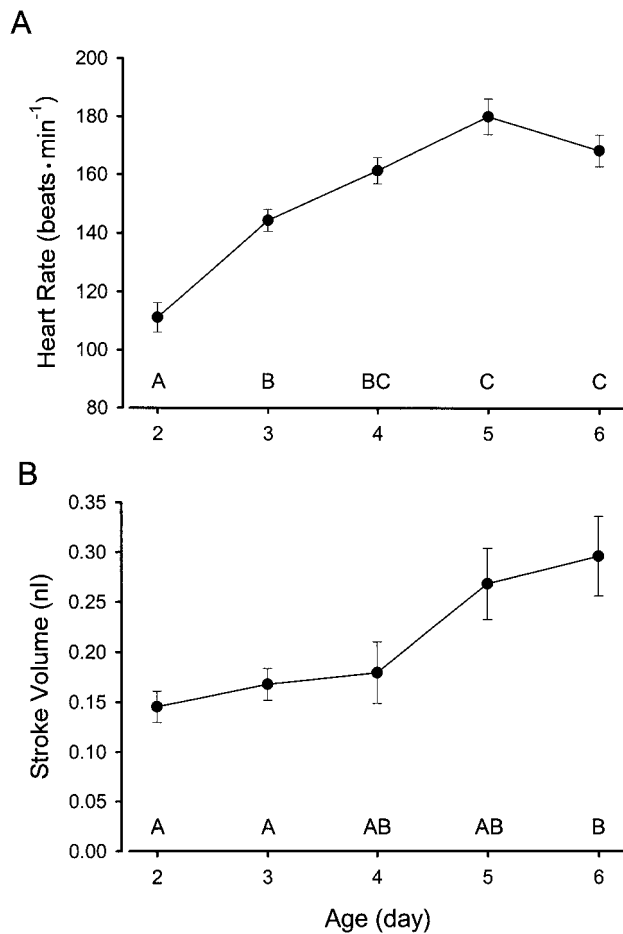 A
Heart Rate (beats·min⁻¹)
200
180
160
140
120
100
80
A B BC C C
2 3 4 5 6
B
Stroke Volume (nl)
0.35
0.30
0.25
0.20
0.15
0.10
0.05
0.00
A A AB AB B
2 3 4 5 6
Age (day)